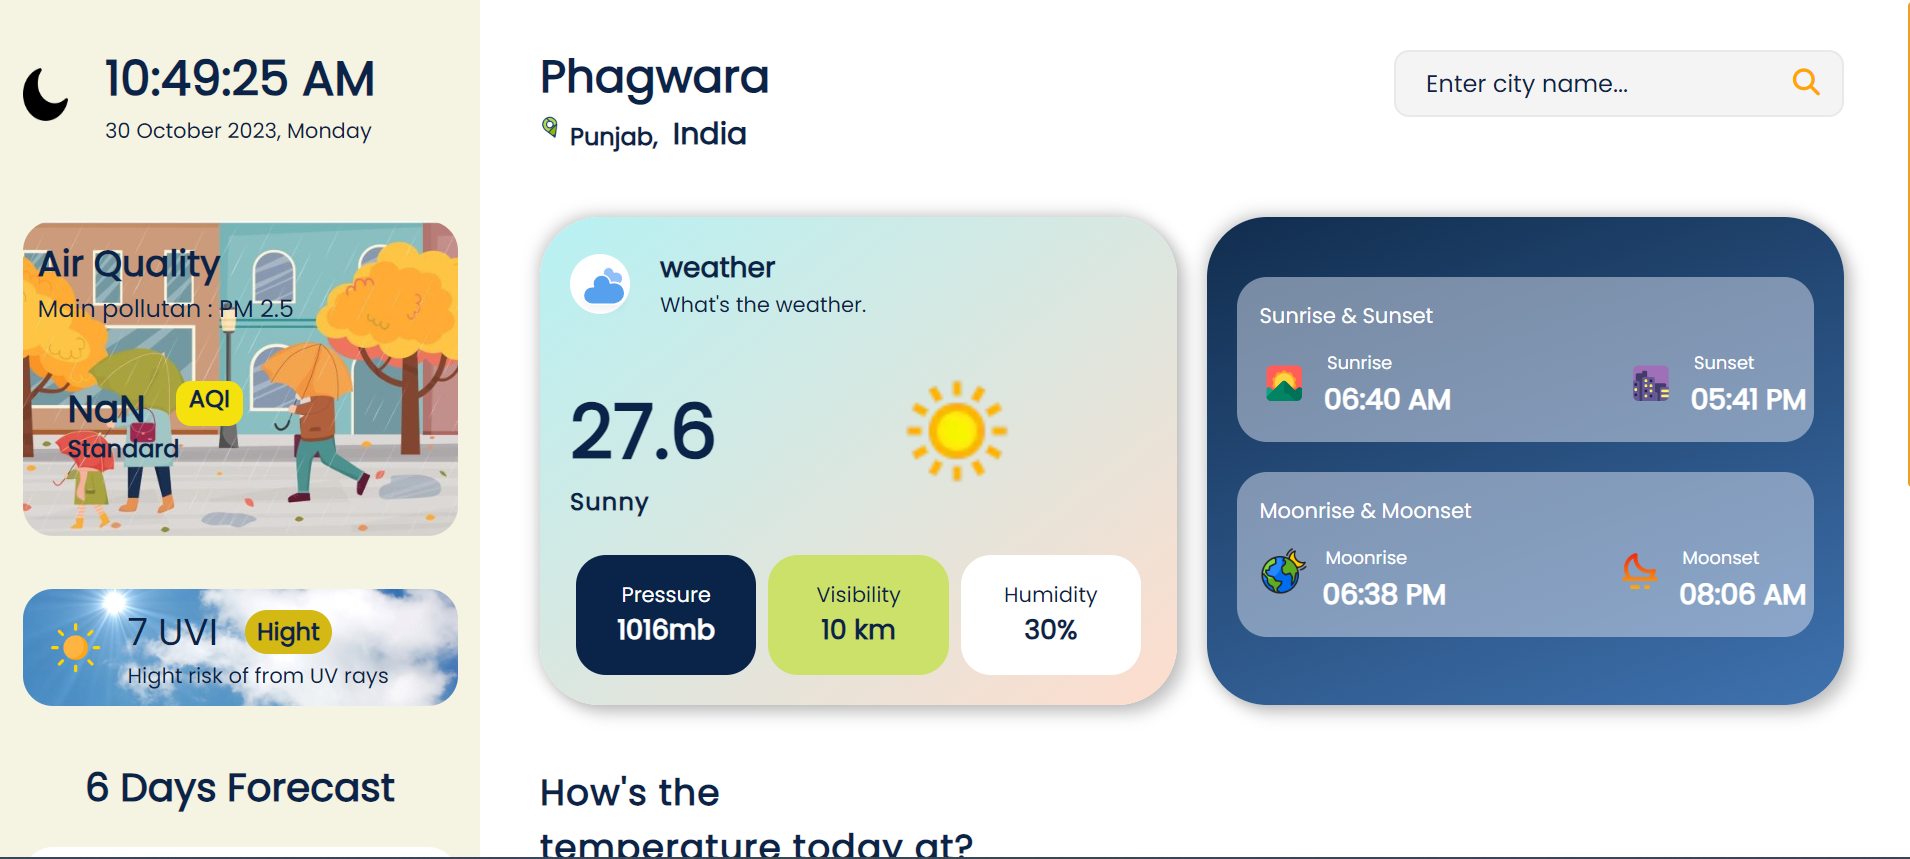 10:49:25 AM
30 October 2023, Monday
Air Quality
Main pollutan : PM 2.5
NaN AQI
Standard
7 UVI Hight
Hight risk of from UV rays
6 Days Forecast
Phagwara
Punjab, India
Enter city name...
weather
What's the weather.
27.6
Sunny
Pressure
1016mb
Visibility
10 km
Humidity
30%
Sunrise & Sunset
Sunrise
06:40 AM
Sunset
05:41 PM
Moonrise & Moonset
Moonrise
06:38 PM
Moonset
08:06 AM
How's the
temperature today at?